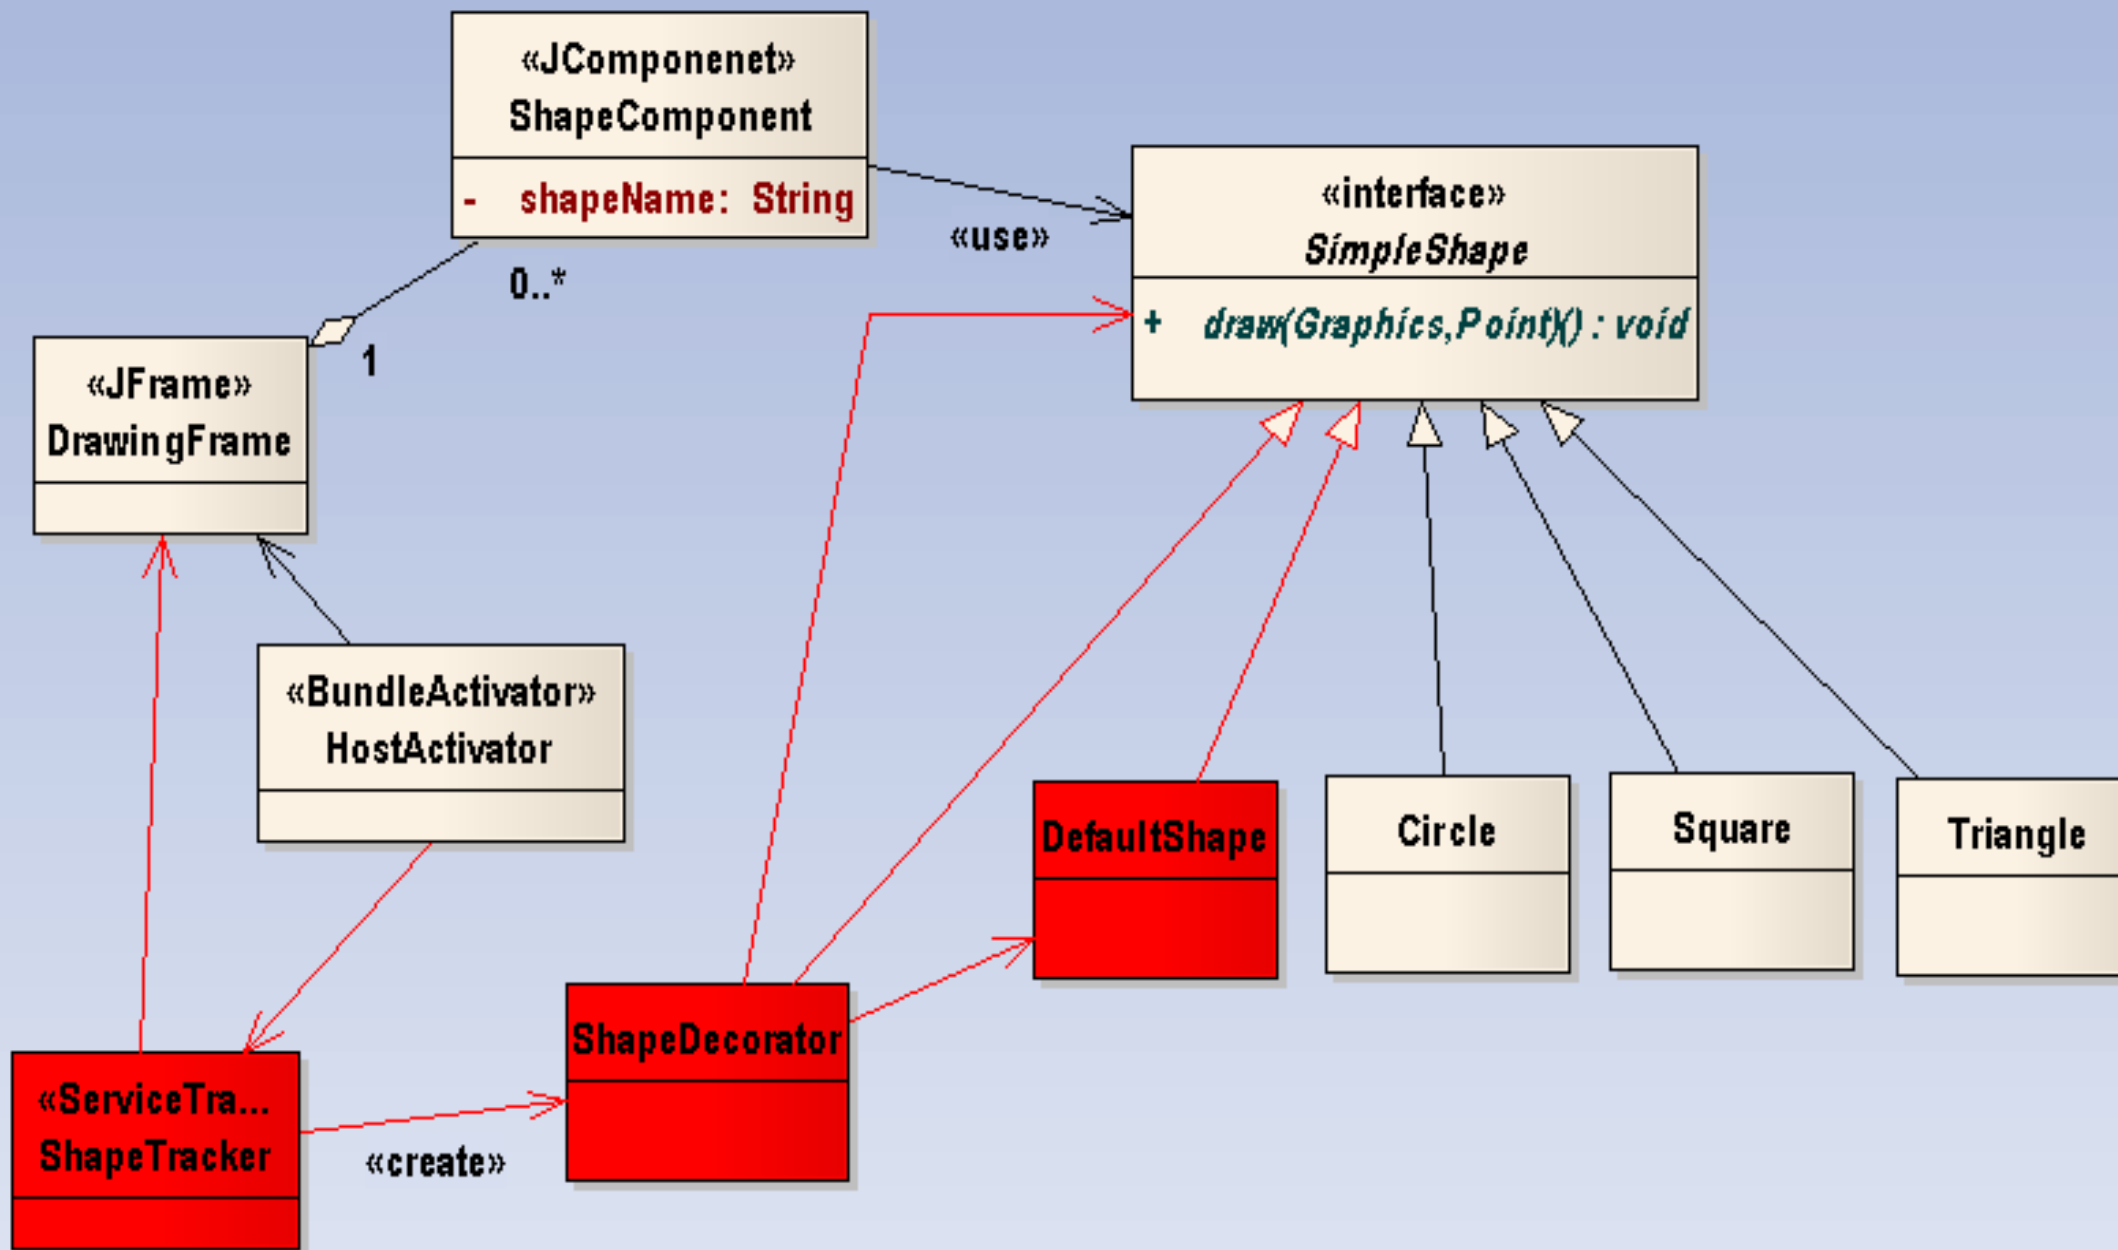 «JComponenet»
ShapeComponent
- shapeName: String
«use»
0..*
1
«interface»
SimpleShape
+ draw(Graphics,Point)() : void
«JFrame»
DrawingFrame
«BundleActivator»
HostActivator
DefaultShape
Circle
Square
Triangle
ShapeDecorator
«ServiceTra...
ShapeTracker
«create»